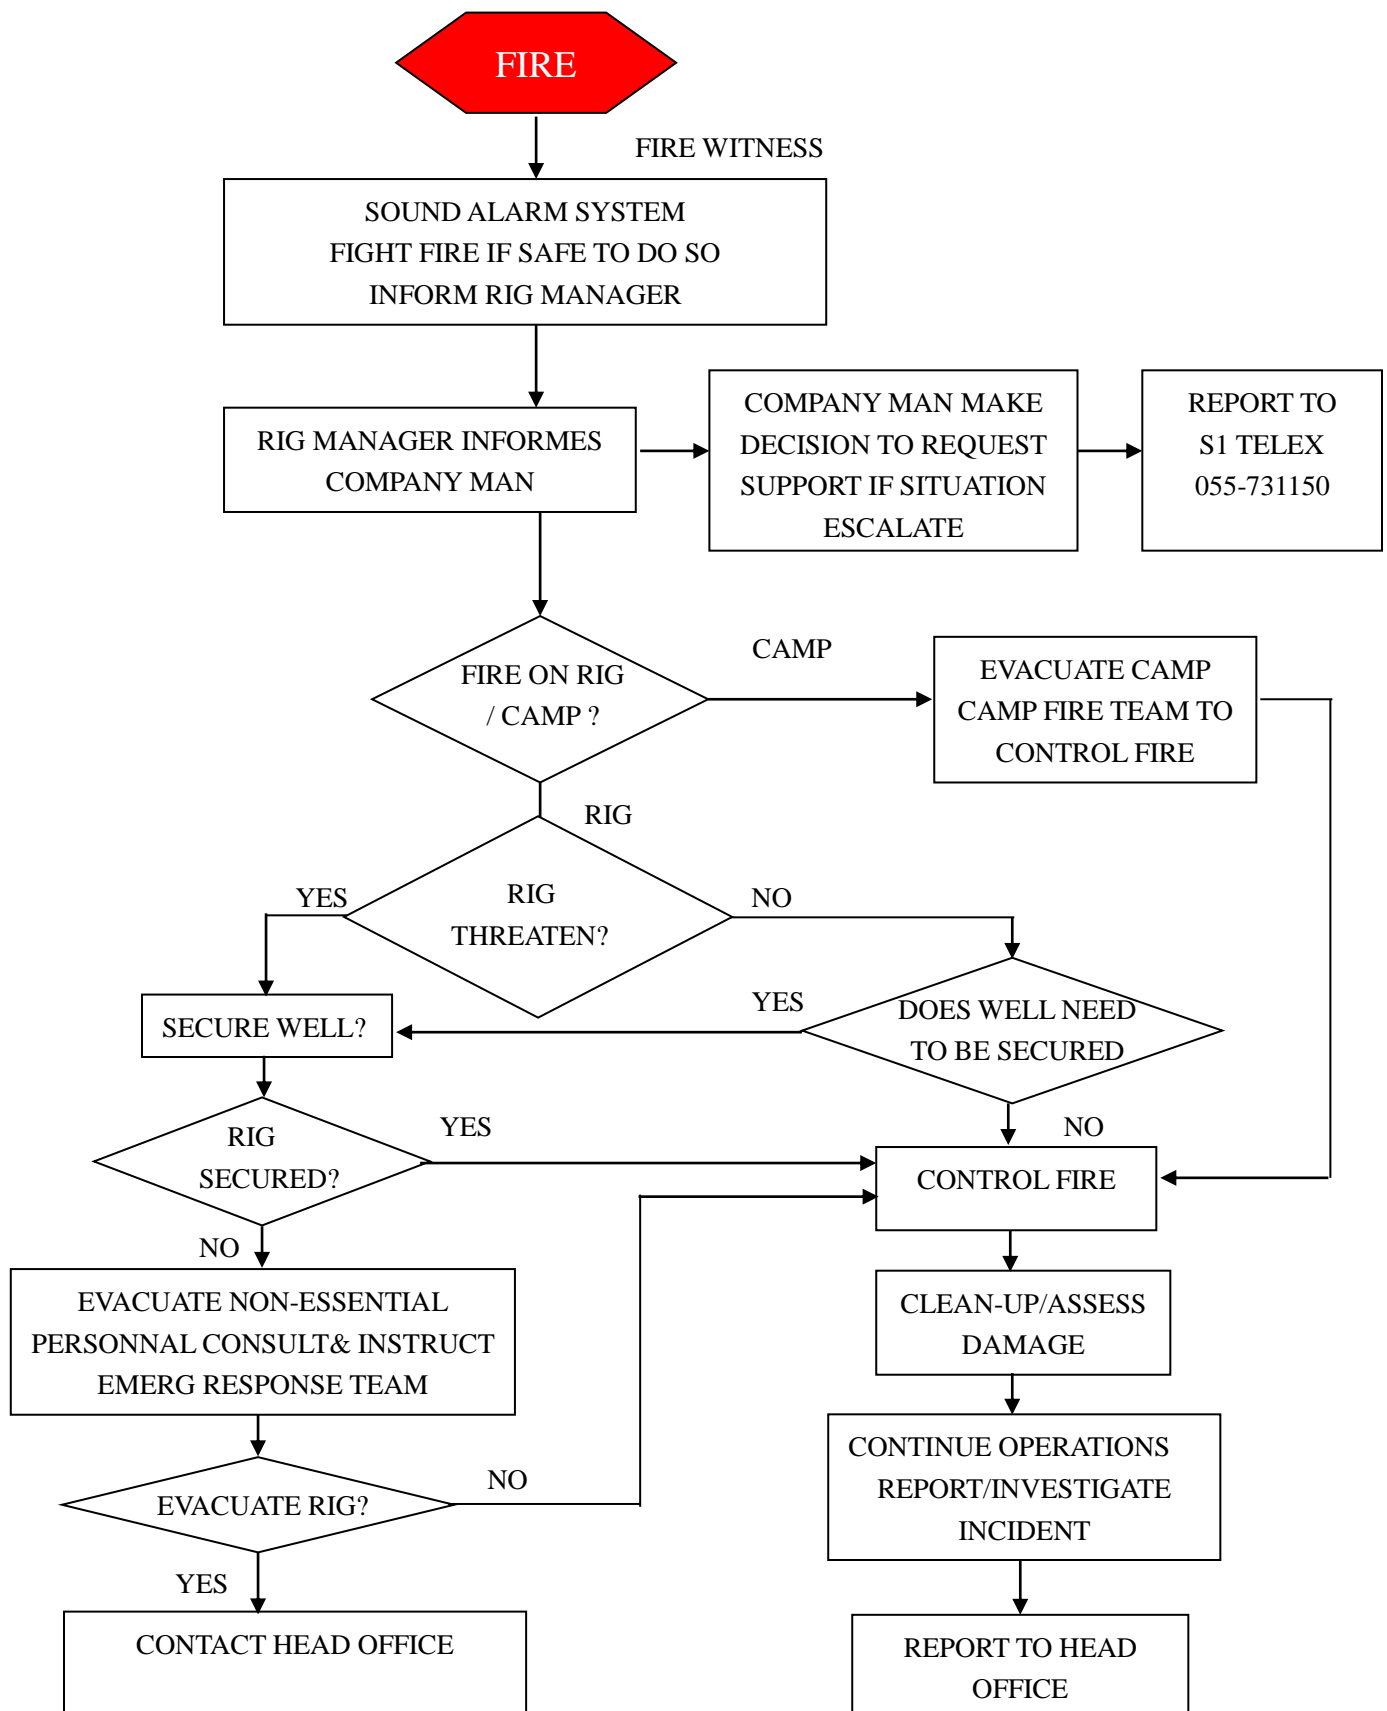 FIRE
FIRE WITNESS
SOUND ALARM SYSTEM
FIGHT FIRE IF SAFE TO DO SO
INFORM RIG MANAGER
RIG MANAGER INFORMES
COMPANY MAN
COMPANY MAN MAKE
DECISION TO REQUEST
SUPPORT IF SITUATION
ESCALATE
REPORT TO
S1 TELEX
055-731150
FIRE ON RIG
/ CAMP ?
CAMP
EVACUATE CAMP
CAMP FIRE TEAM TO
CONTROL FIRE
RIG
RIG
THREATEN?
YES
NO
SECURE WELL?
YES
DOES WELL NEED
TO BE SECURED
RIG
SECURED?
YES
NO
CONTROL FIRE
NO
EVACUATE NON-ESSENTIAL
PERSONNAL CONSULT& INSTRUCT
EMERG RESPONSE TEAM
CLEAN-UP/ASSESS
DAMAGE
EVACUATE RIG?
NO
CONTINUE OPERATIONS
REPORT/INVESTIGATE
INCIDENT
YES
CONTACT HEAD OFFICE
REPORT TO HEAD
OFFICE